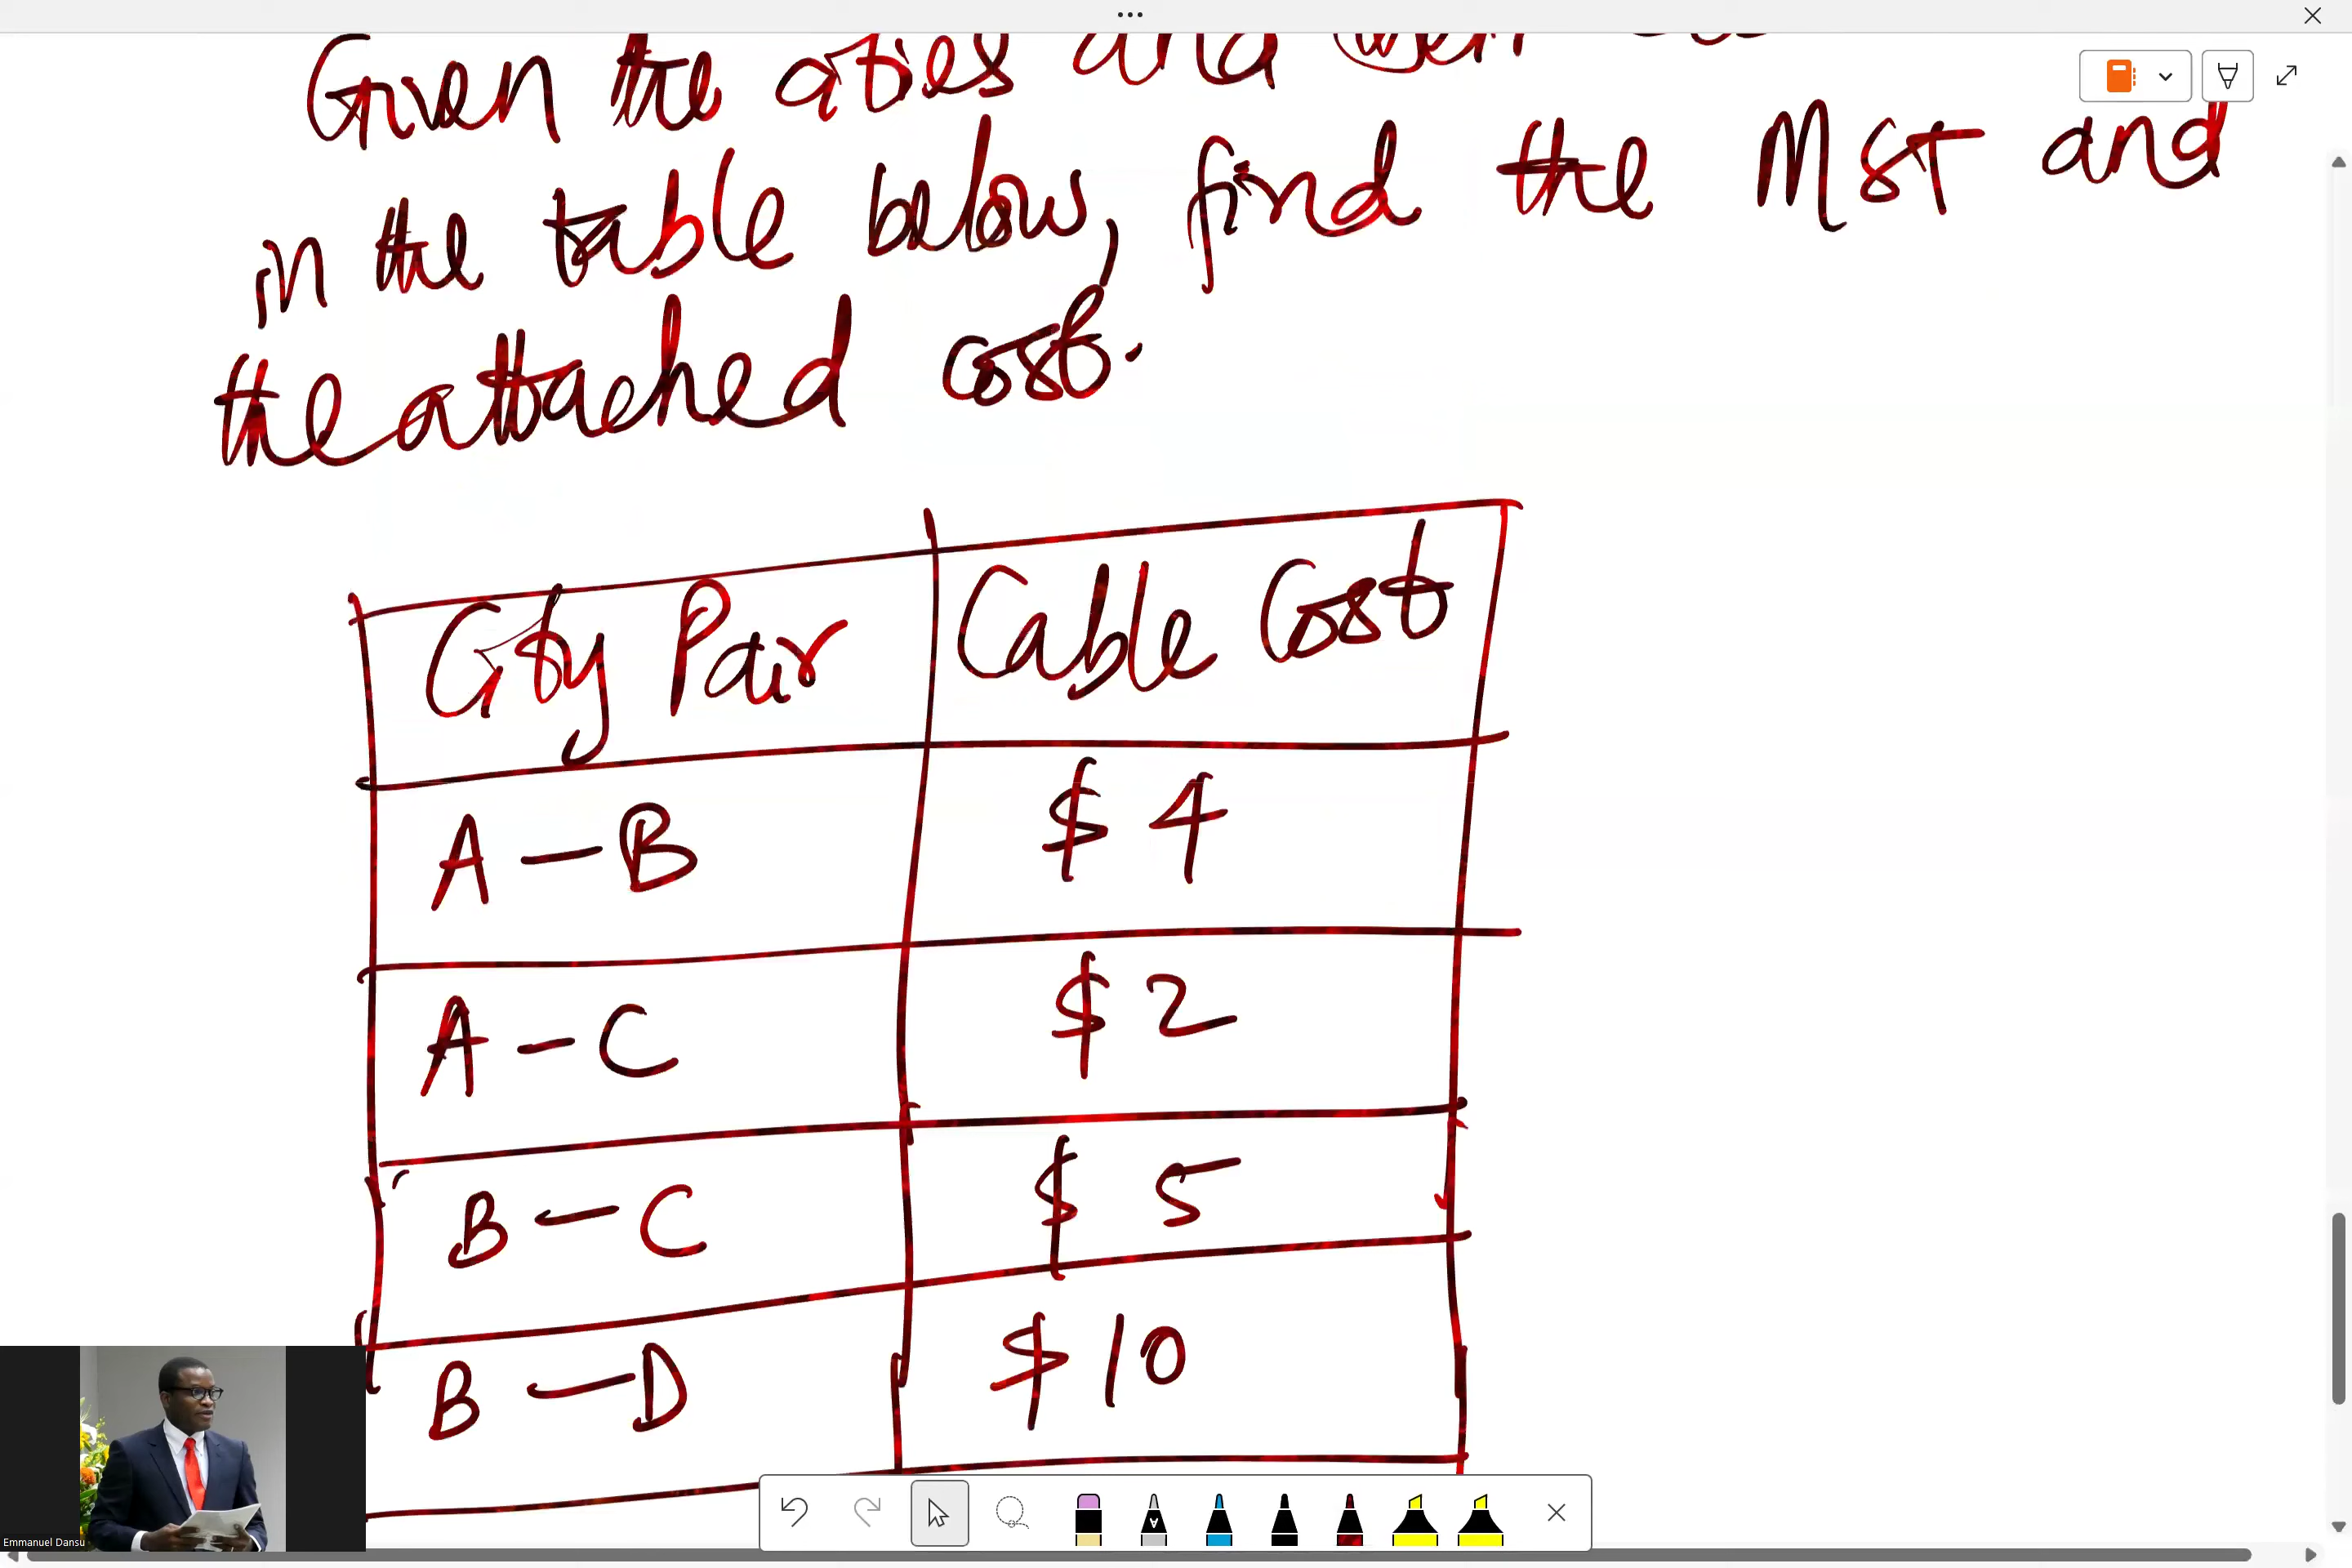 Given the cities and their
in the table below, find the MST and
the attached cost.
City Pair Cable Cost
A - B $ 4
A - C $ 2
B - C $ 5
B - D $ 10
Emmanuel Dansu